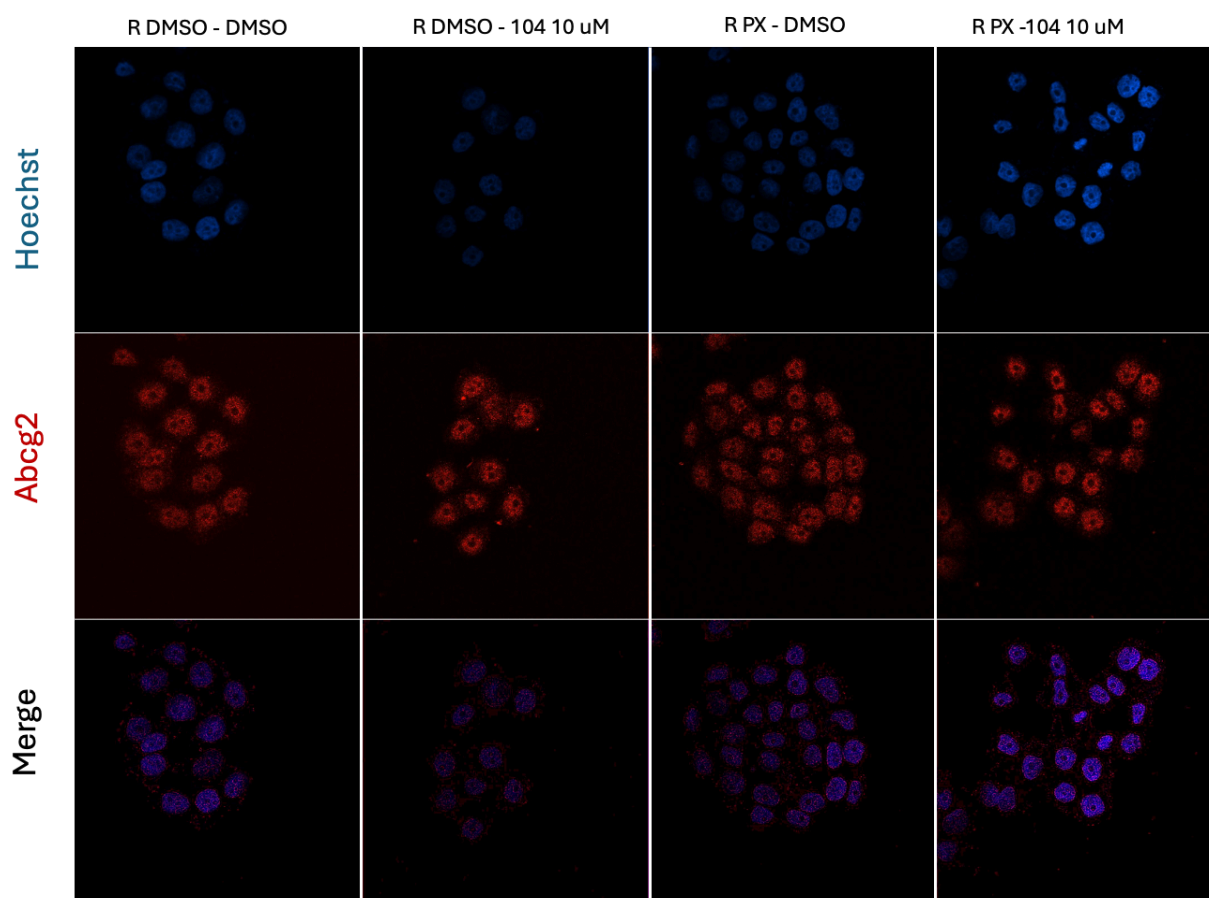 R DMSO - DMSO
R DMSO - 104 10 uM
R PX - DMSO
R PX -104 10 uM
Hoechst
Abcg2
Merge